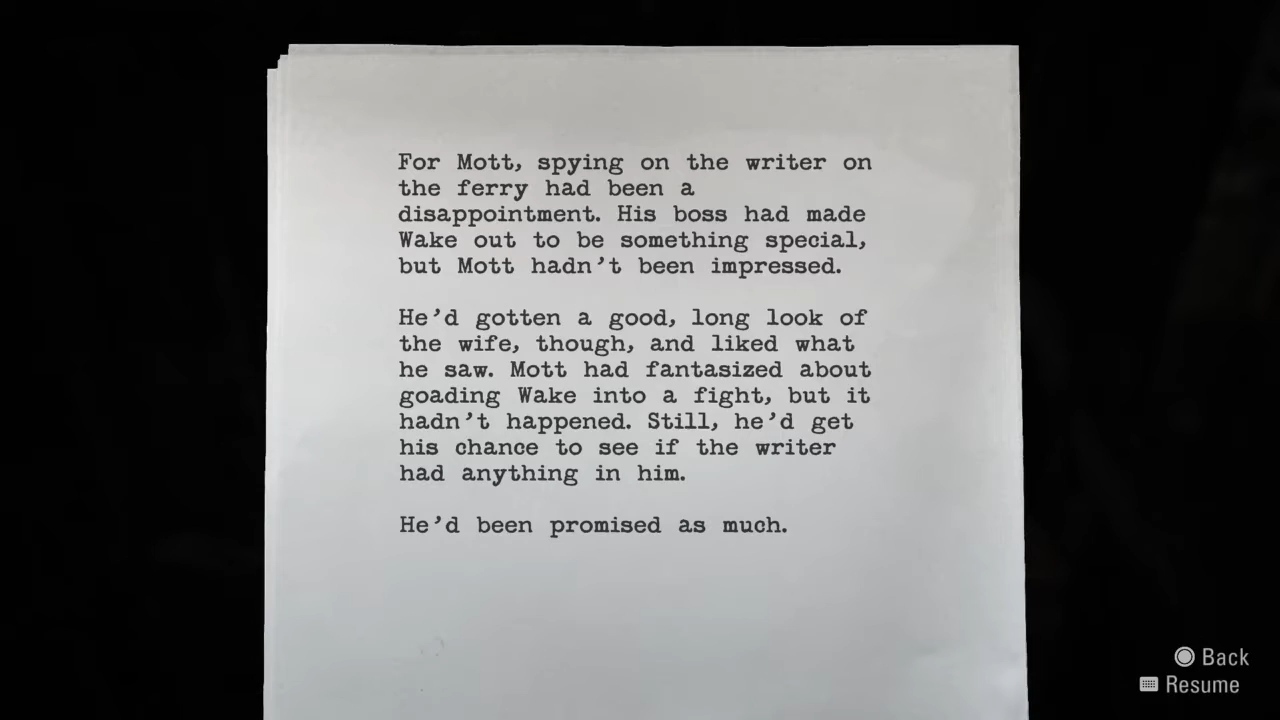 For Mott, spying on the writer on
the ferry had been a
disappointment. His boss had made
Wake out to be something special,
but Mott hadn’t been impressed.
He’d gotten a good, long look of
the wife, though, and liked what
he saw. Mott had fantasized about
goading Wake into a fight, but it
hadn’t happened. Still, he’d get
his chance to see if the writer
had anything in him.
He’d been promised as much.
Back
Resume